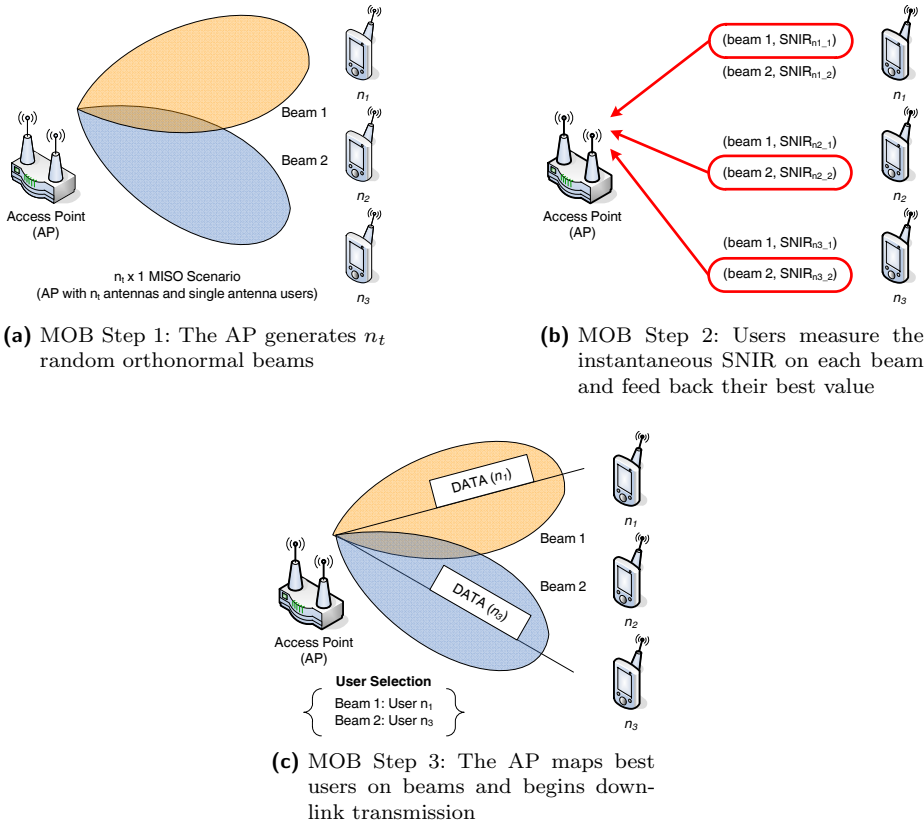 n₁
Beam 1
Beam 2
n₂
Access Point
(AP)
n₃
nₜ x 1 MISO Scenario
(AP with nₜ antennas and single antenna users)
(a) MOB Step 1: The AP generates nₜ
random orthonormal beams
(beam 1, SNIRn1_1)
(beam 2, SNIRn1_2)
n₁
(beam 1, SNIRn2_1)
(beam 2, SNIRn2_2)
n₂
Access Point
(AP)
(beam 1, SNIRn3_1)
(beam 2, SNIRn3_2)
n₃
(b) MOB Step 2: Users measure the
instantaneous SNIR on each beam
and feed back their best value
DATA (n₁)
n₁
Beam 1
Beam 2
DATA (n₃)
n₂
Access Point
(AP)
User Selection
Beam 1: User n₁
Beam 2: User n₃
n₃
(c) MOB Step 3: The AP maps best
users on beams and begins down-
link transmission